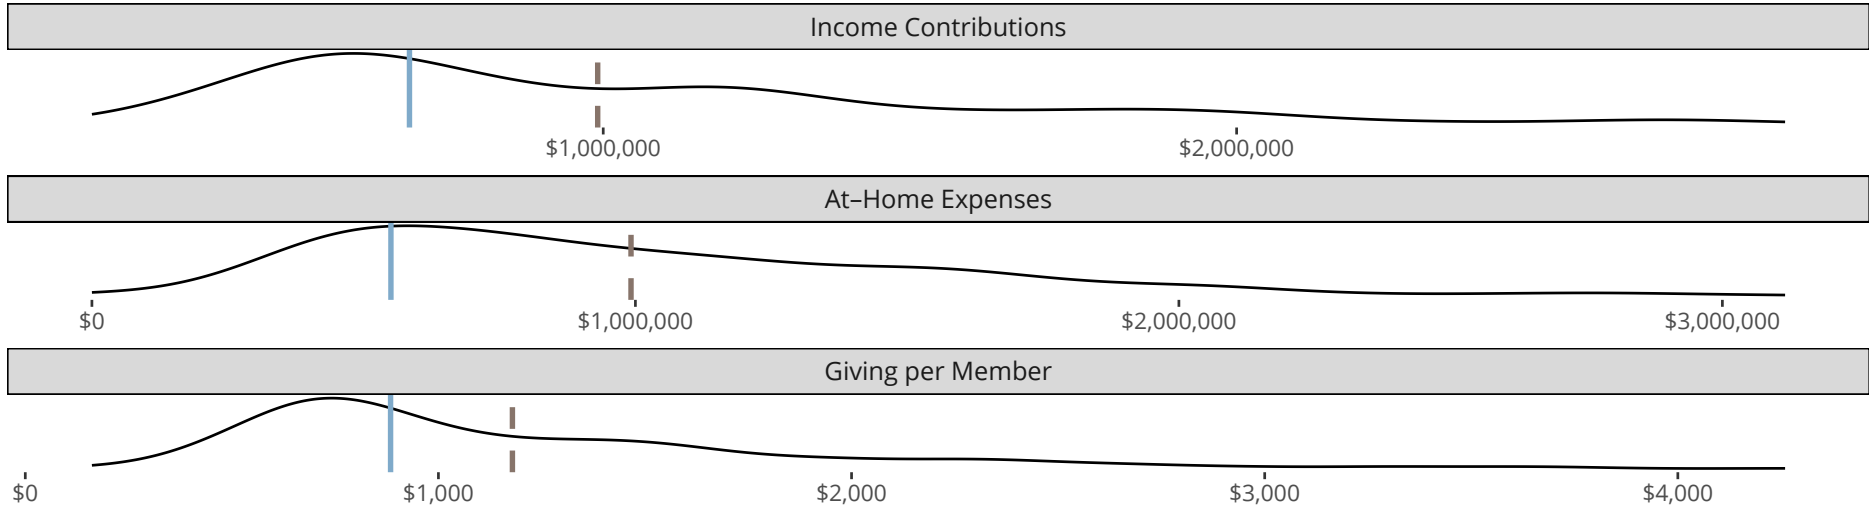 Income Contributions
$1,000,000 $2,000,000
At–Home Expenses
$0 $1,000,000 $2,000,000 $3,000,000
Giving per Member
$0 $1,000 $2,000 $3,000 $4,000